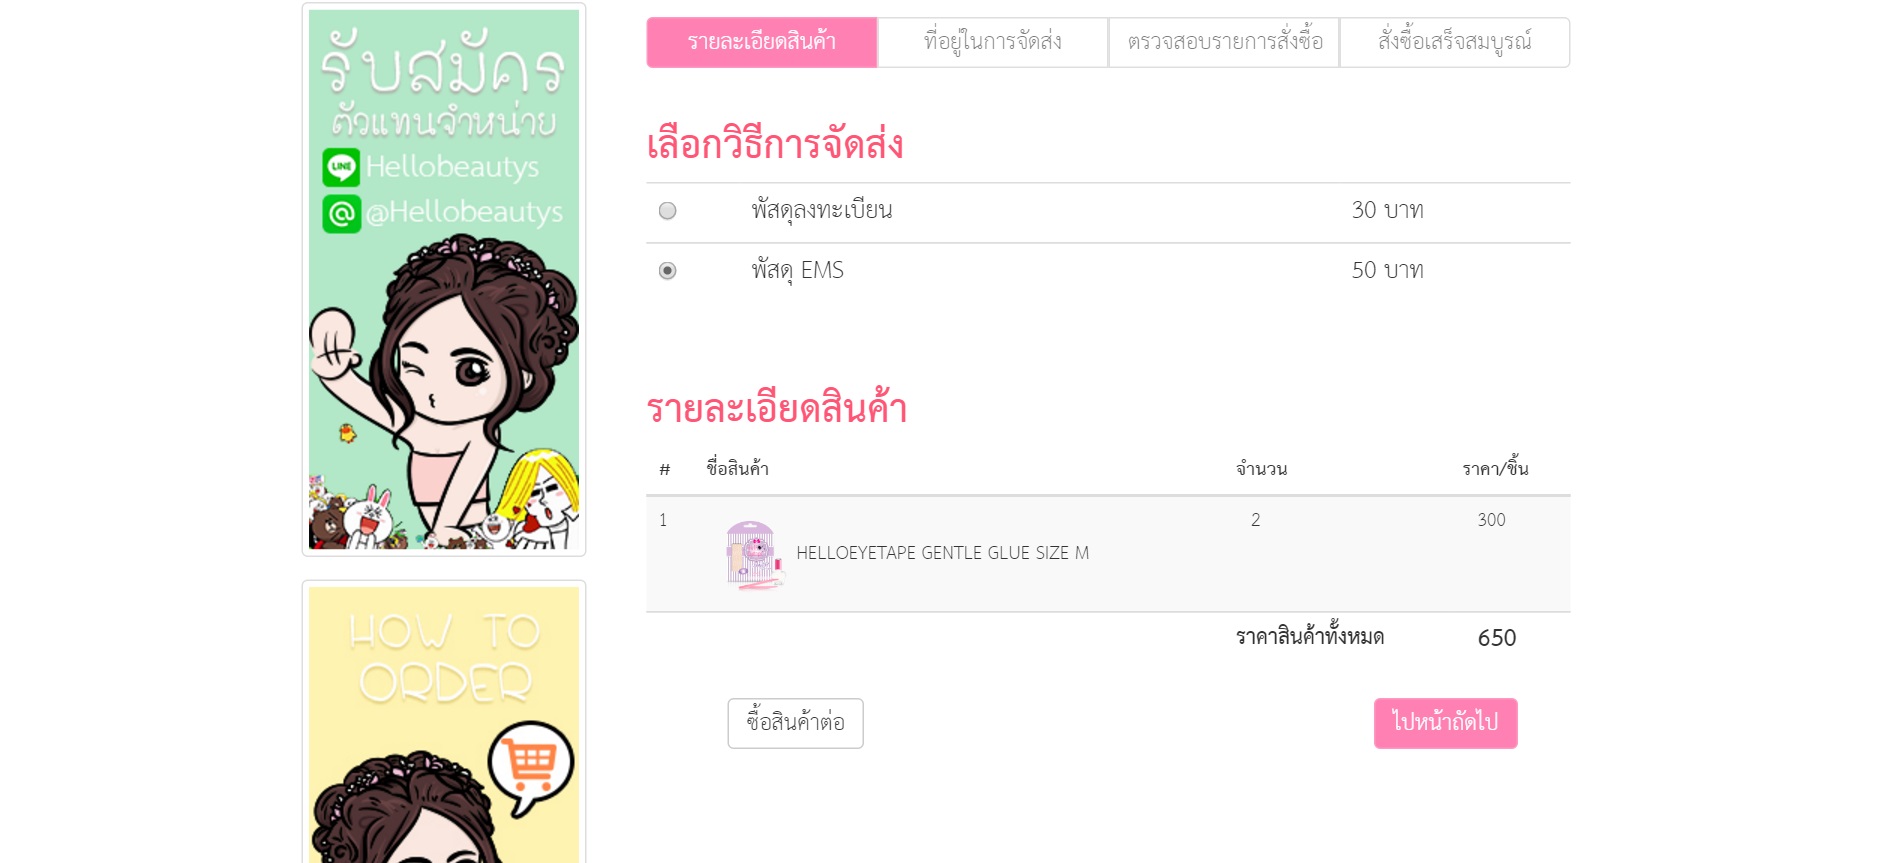 รับสมัคร
ตัวแทนจำหน่าย
LINE Hellobeautys
@ @Hellobeautys
HOW TO
ORDER
รายละเอียดสินค้า ที่อยู่ในการจัดส่ง ตรวจสอบรายการสั่งซื้อ สั่งซื้อเสร็จสมบูรณ์
เลือกวิธีการจัดส่ง
พัสดุลงทะเบียน 30 บาท
พัสดุ EMS 50 บาท
รายละเอียดสินค้า
# ชื่อสินค้า จำนวน ราคา/ชิ้น
1 HELLOEYETAPE GENTLE GLUE SIZE M 2 300
ราคาสินค้าทั้งหมด 650
ซื้อสินค้าต่อ ไปหน้าถัดไป